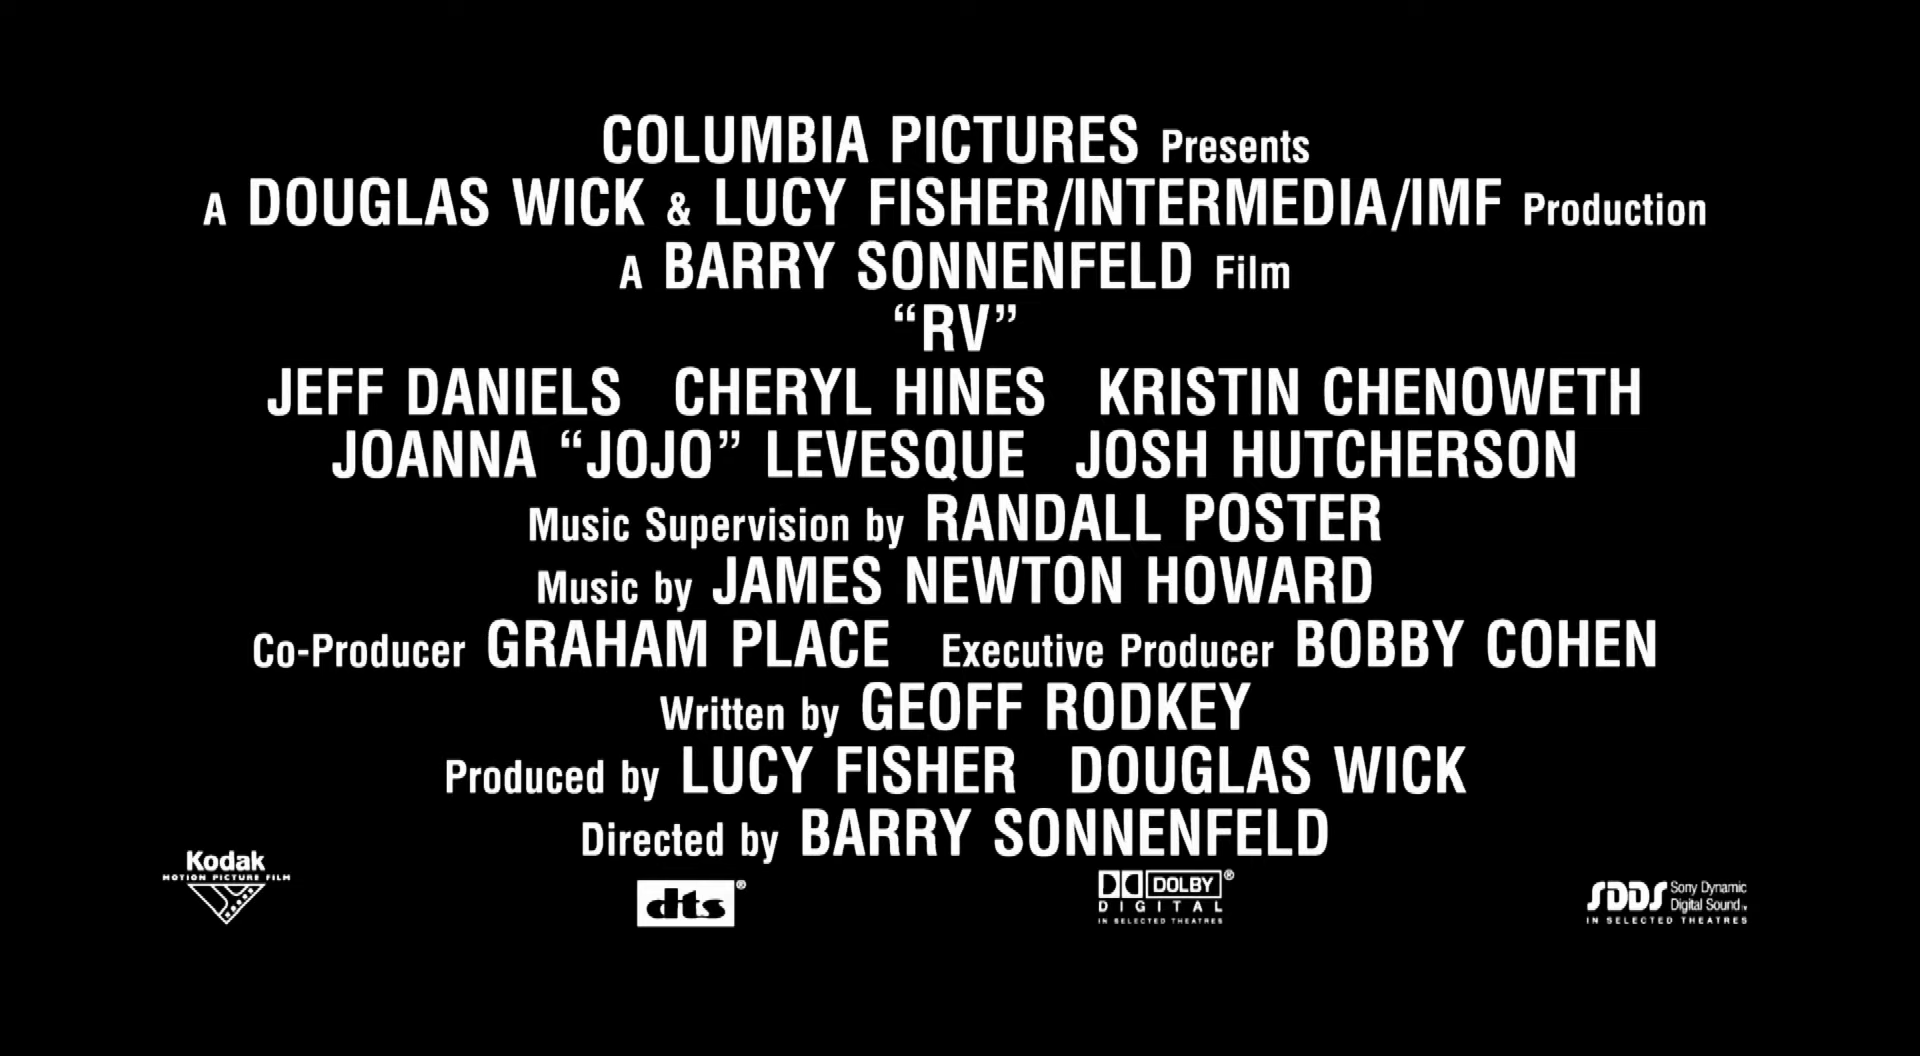 COLUMBIA PICTURES Presents
A DOUGLAS WICK & LUCY FISHER/INTERMEDIA/IMF Production
A BARRY SONNENFELD Film
“RV”
JEFF DANIELS CHERYL HINES KRISTIN CHENOWETH
JOANNA “JOJO” LEVESQUE JOSH HUTCHERSON
Music Supervision by RANDALL POSTER
Music by JAMES NEWTON HOWARD
Co-Producer GRAHAM PLACE Executive Producer BOBBY COHEN
Written by GEOFF RODKEY
Produced by LUCY FISHER DOUGLAS WICK
Directed by BARRY SONNENFELD
Kodak
MOTION PICTURE FILM
dts®
DOLBY®
DIGITAL
IN SELECTED THEATRES
SDDS Sony Dynamic
Digital Sound™
IN SELECTED THEATRES